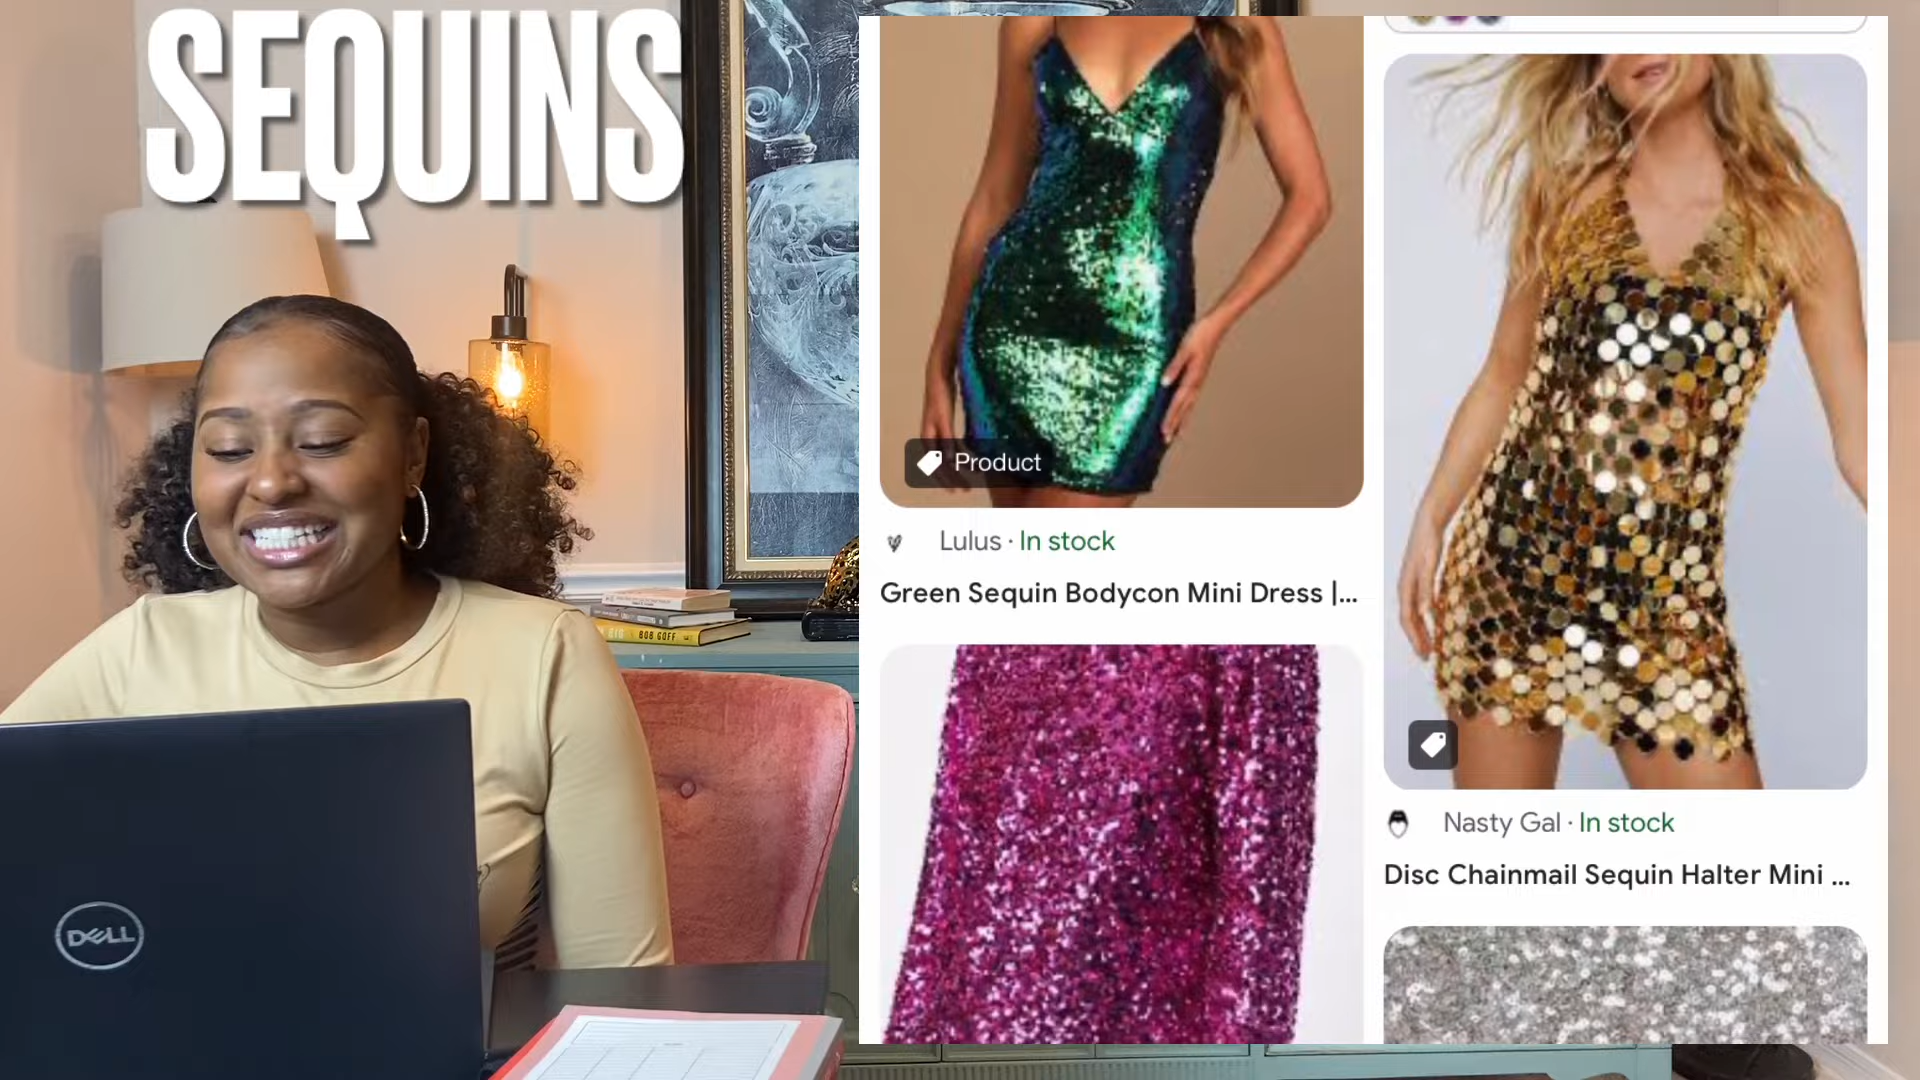 SEQUINS
Product
Lulus · In stock
Green Sequin Bodycon Mini Dress |...
Nasty Gal · In stock
Disc Chainmail Sequin Halter Mini ...
BOB GOFF
DELL